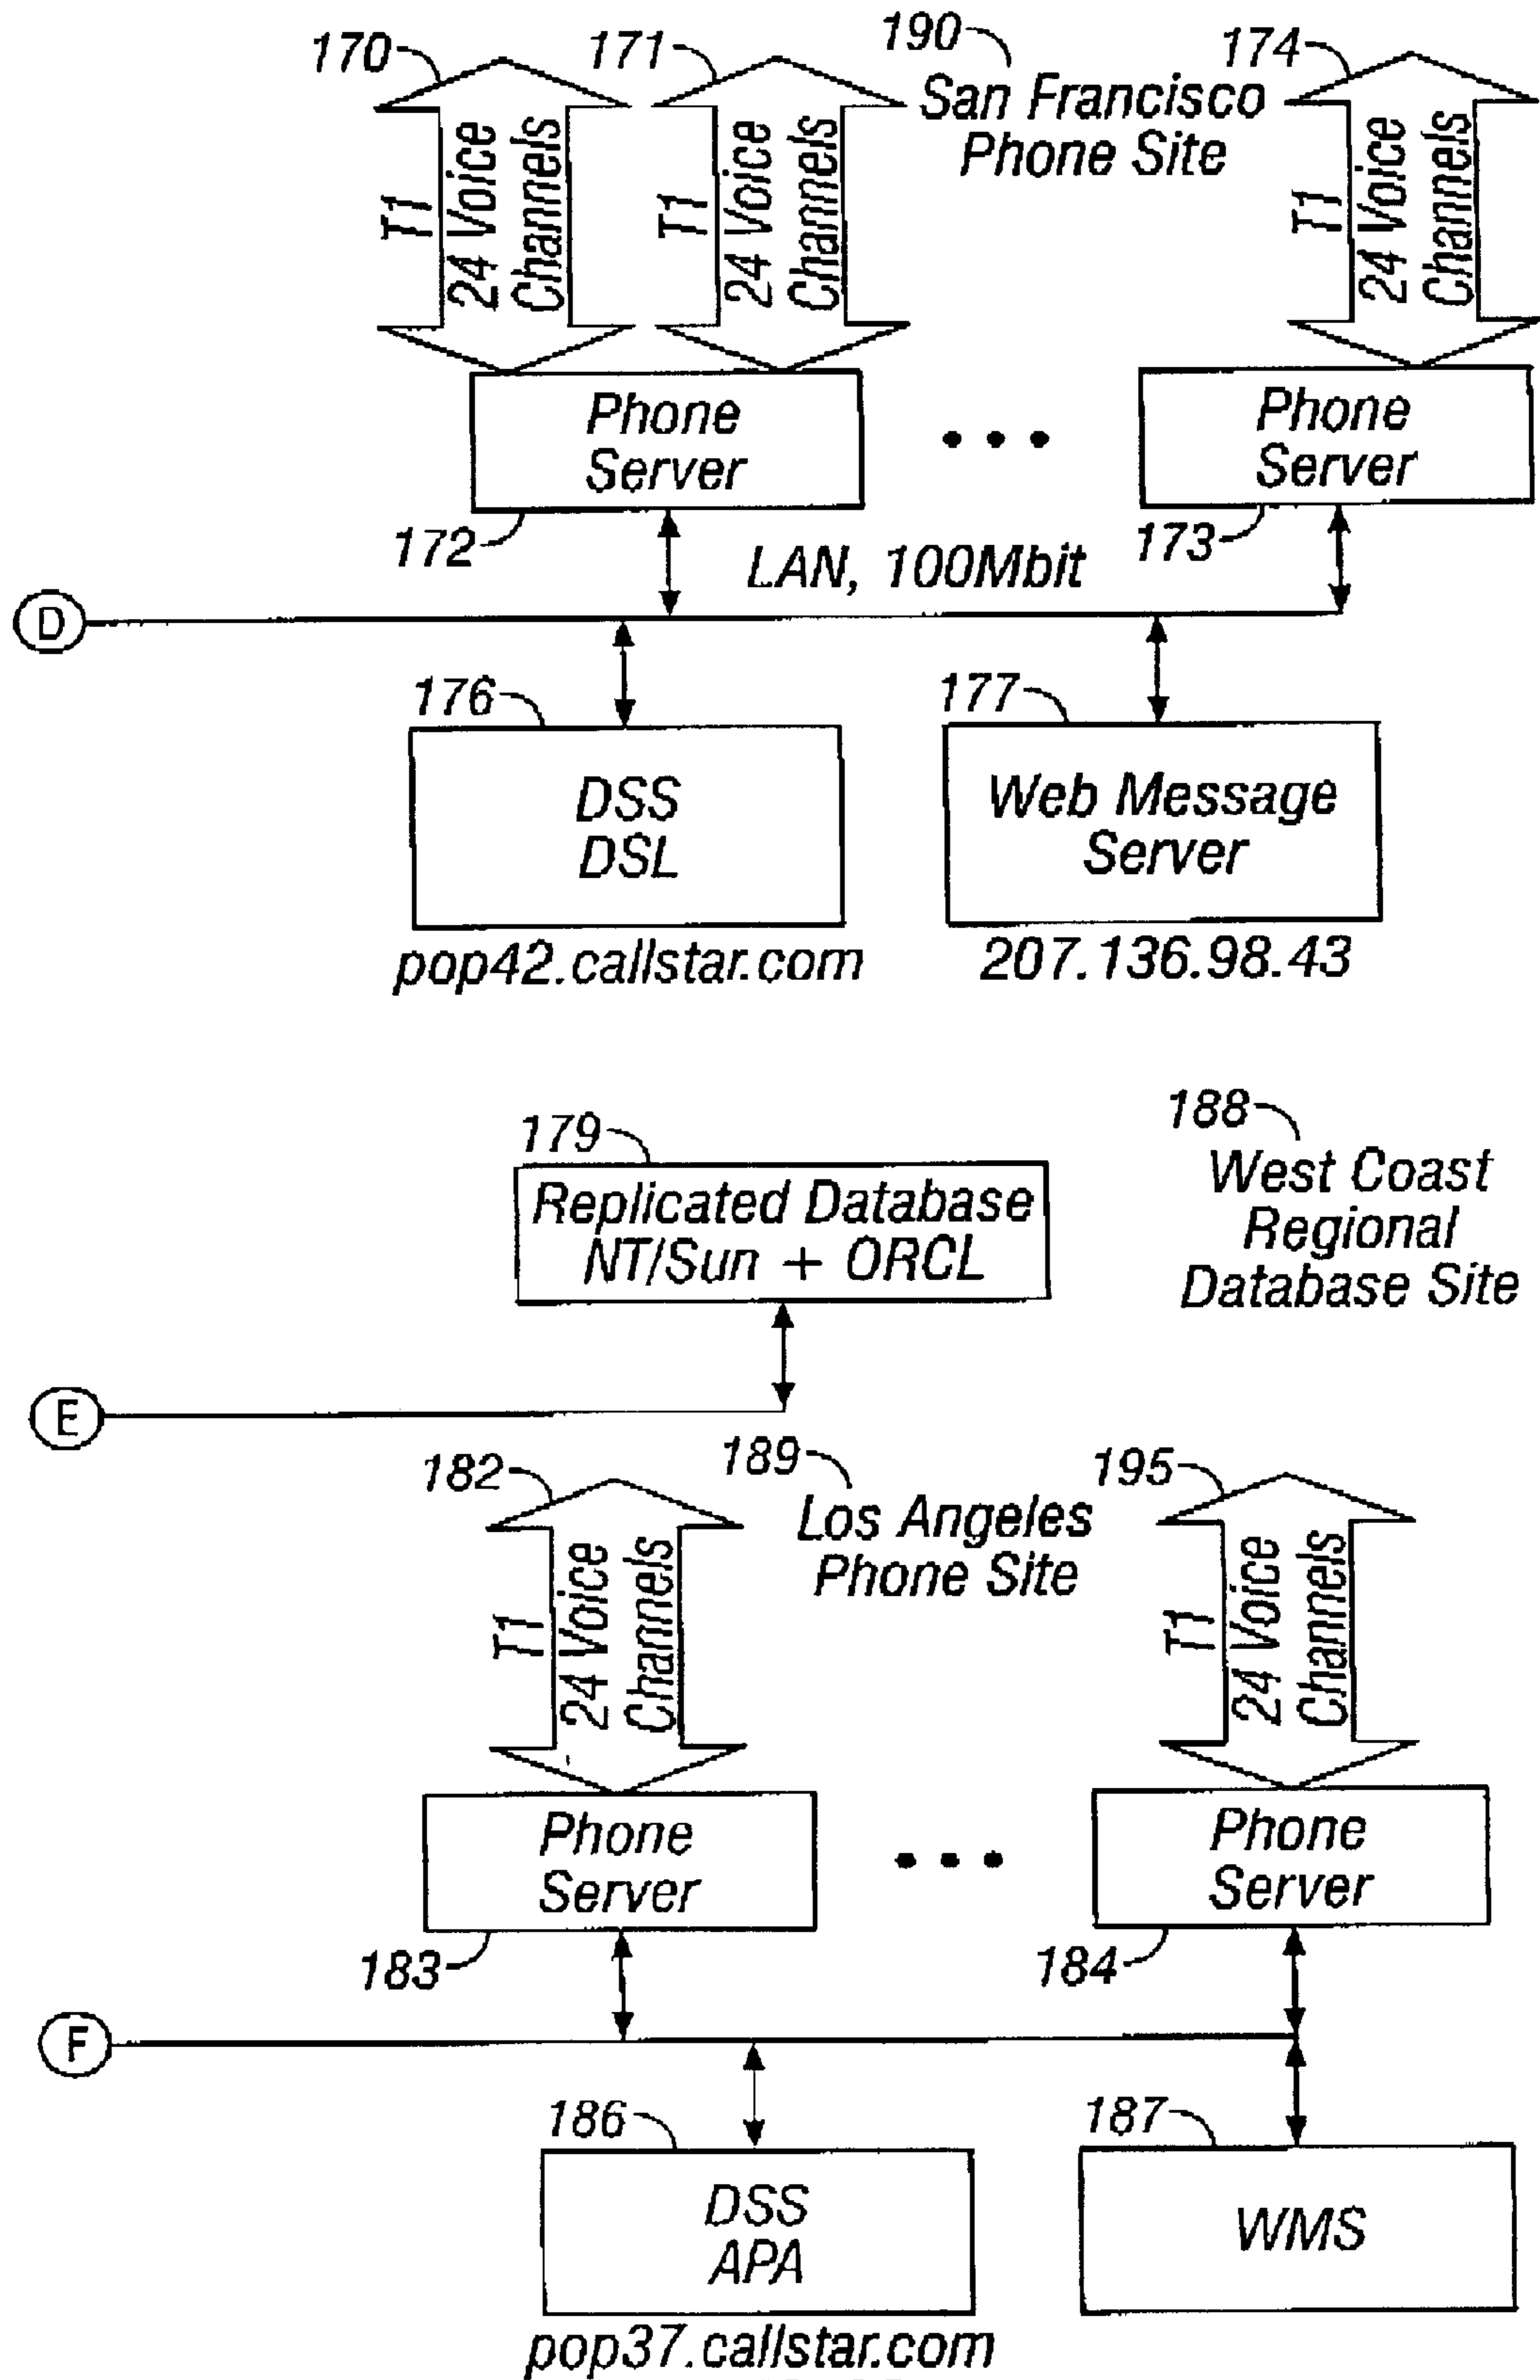 170
171
190
174
San Francisco
Phone Site
T1
24 Voice
Channels
T1
24 Voice
Channels
T1
24 Voice
Channels
Phone
Server
Phone
Server
172
173
LAN, 100Mbit
D
176
177
DSS
DSL
Web Message
Server
pop42.callstar.com
207.136.98.43
179
188
Replicated Database
NT/Sun + ORCL
West Coast
Regional
Database Site
E
182
189
195
Los Angeles
Phone Site
T1
24 Voice
Channels
T1
24 Voice
Channels
Phone
Server
Phone
Server
183
184
F
186
187
DSS
APA
WMS
pop37.callstar.com